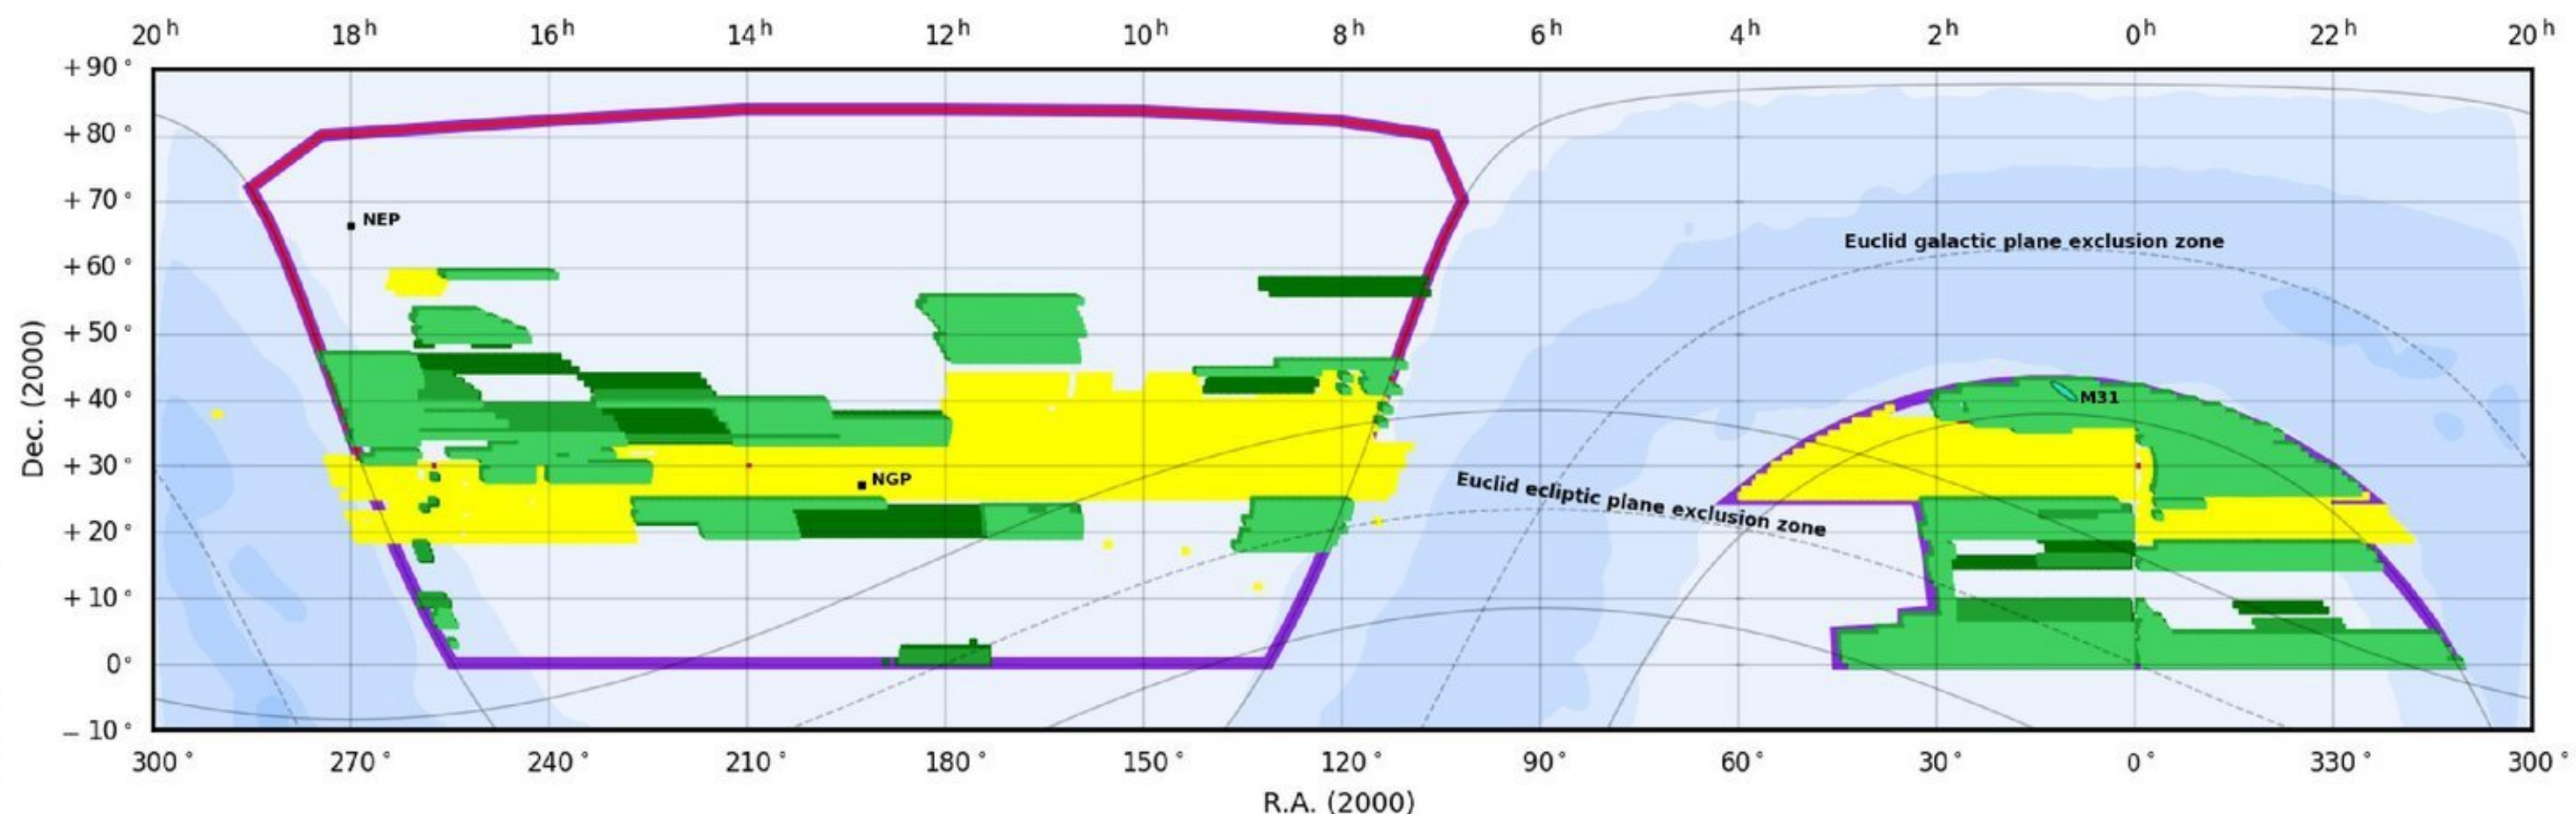 20h 18h 16h 14h 12h 10h 8h 6h 4h 2h 0h 22h 20h
+90°
+80°
+70°
+60°
+50°
+40°
+30°
+20°
+10°
0°
−10°
Dec. (2000)
NEP
Euclid galactic plane exclusion zone
M31
NGP
Euclid ecliptic plane exclusion zone
300° 270° 240° 210° 180° 150° 120° 90° 60° 30° 0° 330° 300°
R.A. (2000)